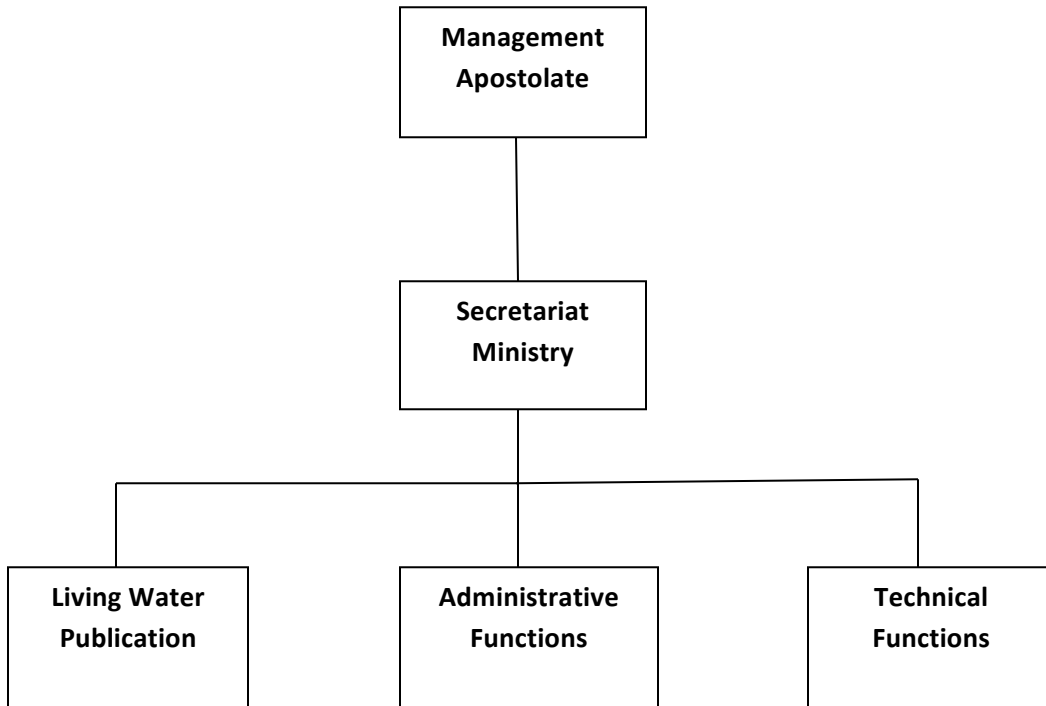 Management
Apostolate
Secretariat
Ministry
Living Water
Publication
Administrative
Functions
Technical
Functions